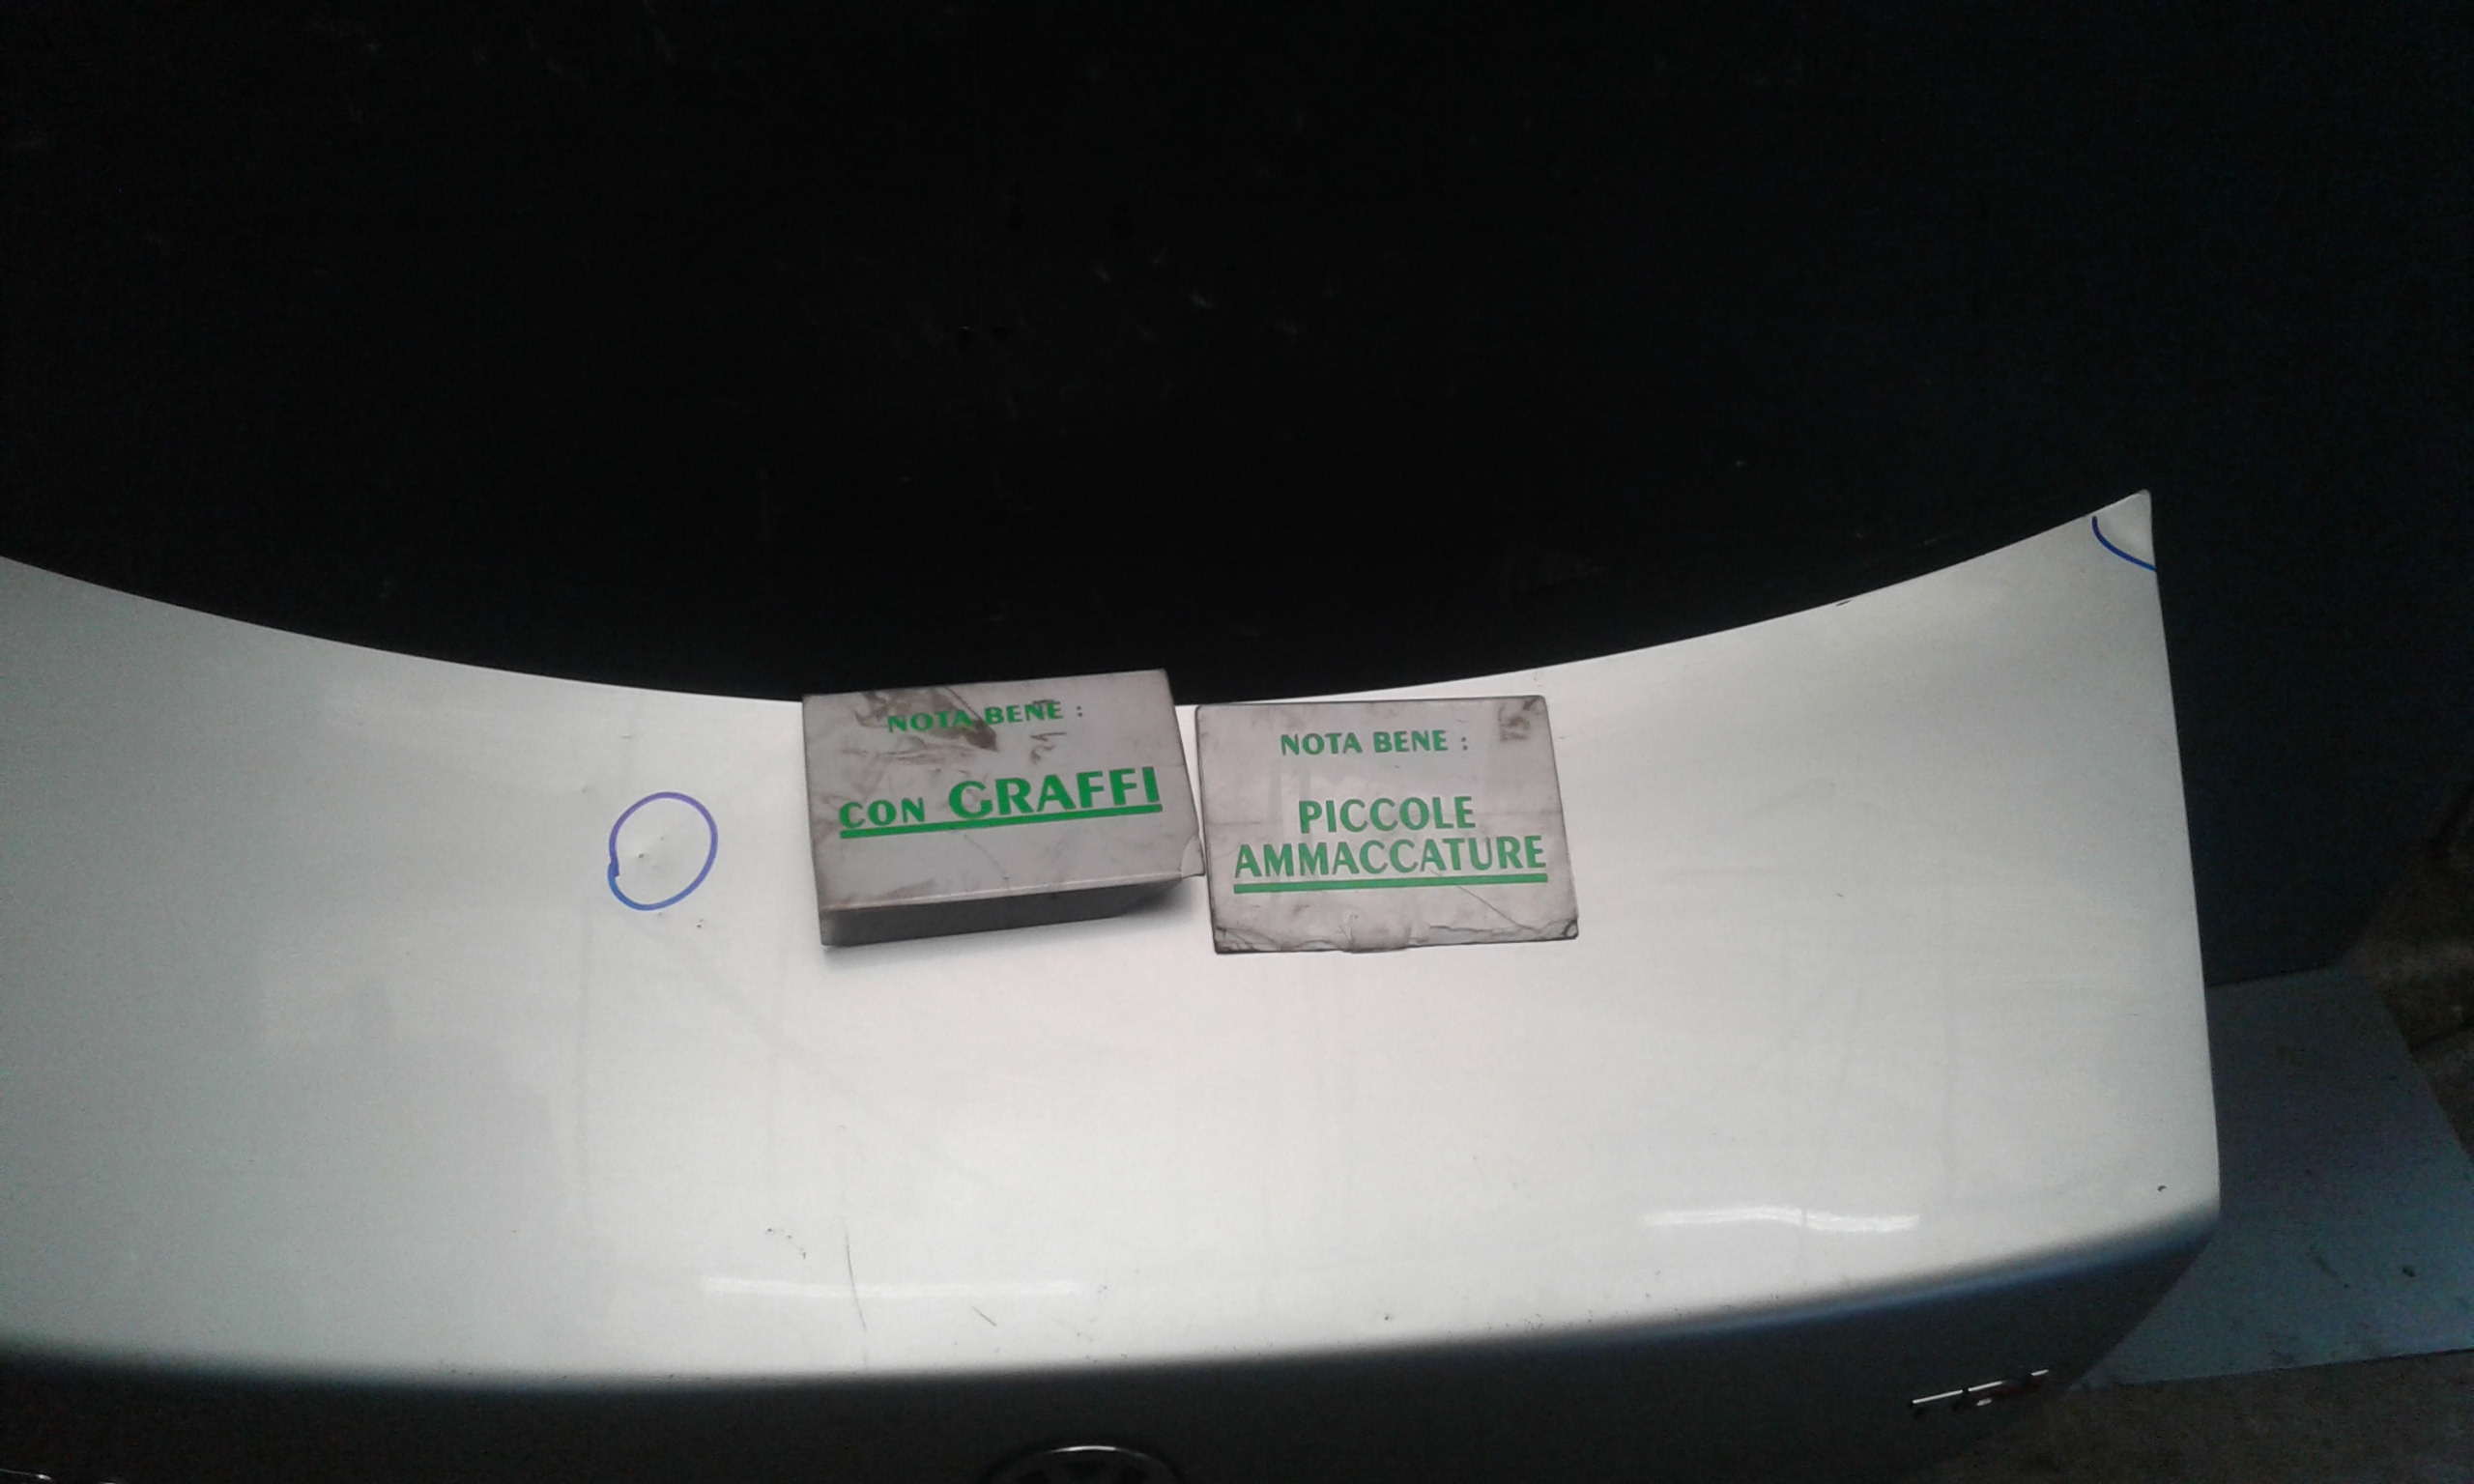 NOTA BENE :
CON GRAFFI
NOTA BENE :
PICCOLE
AMMACCATURE